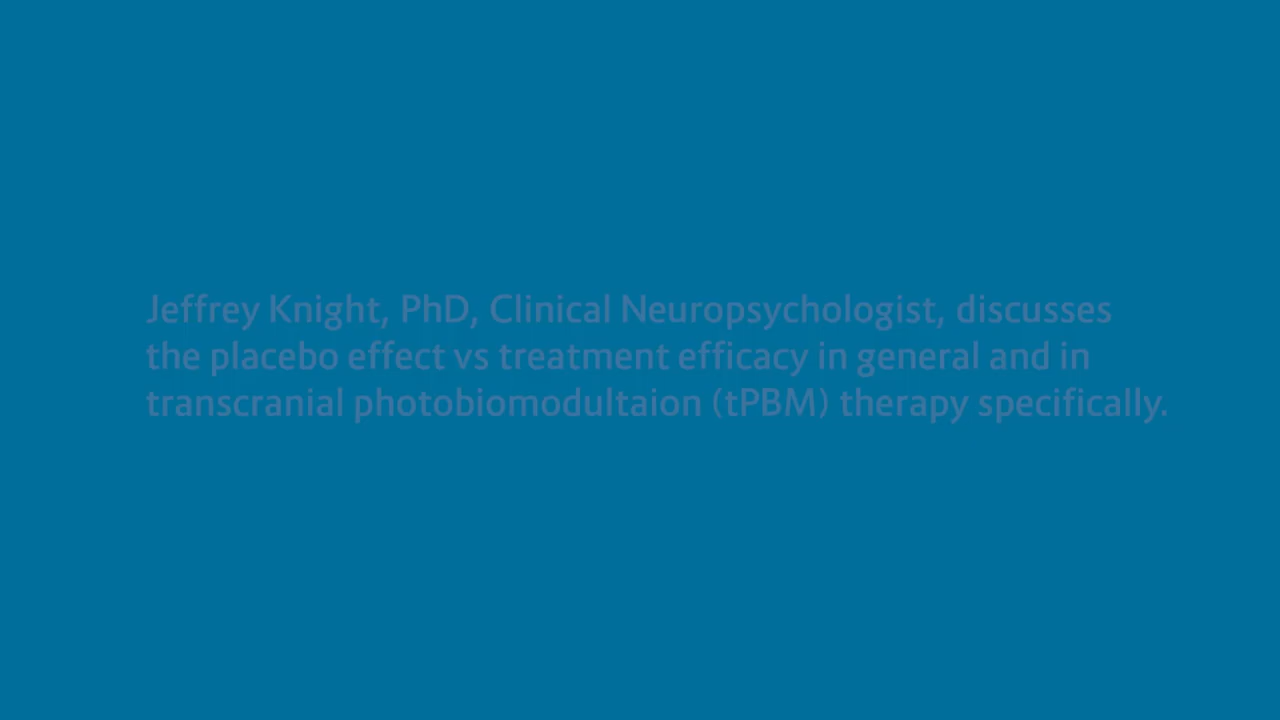 Jeffrey Knight, PhD, Clinical Neuropsychologist, discusses
the placebo effect vs treatment efficacy in general and in
transcranial photobiomodultaion (tPBM) therapy specifically.